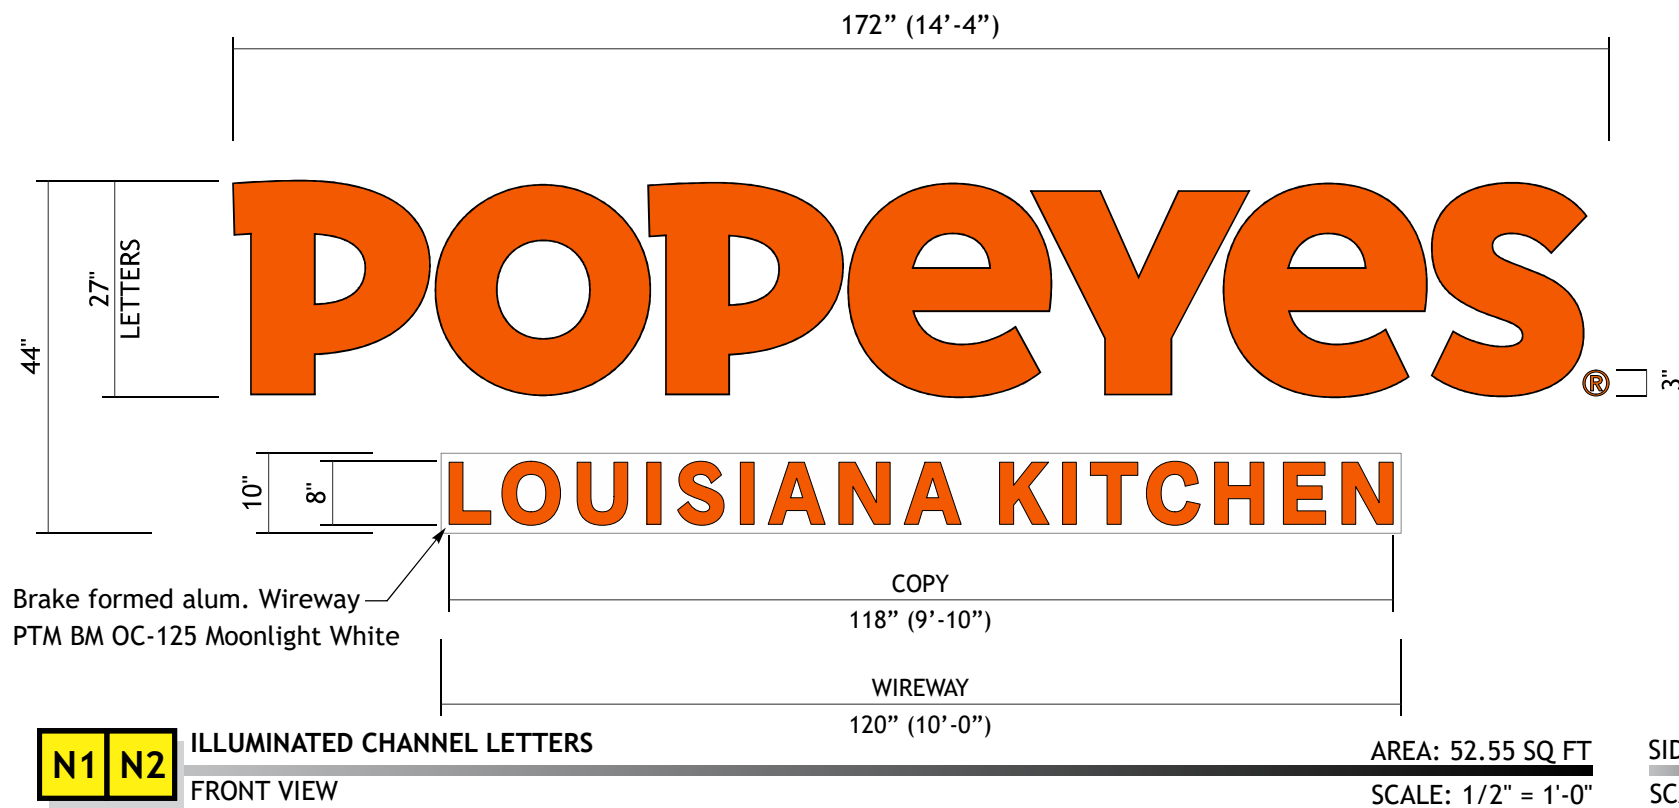 172” (14’-4”)
POPEYES®
27"
LETTERS
44"
3"
LOUISIANA KITCHEN
10"
8"
Brake formed alum. Wireway
PTM BM OC-125 Moonlight White
COPY
118” (9’-10”)
WIREWAY
120” (10’-0”)
N1 N2
ILLUMINATED CHANNEL LETTERS
FRONT VIEW
AREA: 52.55 SQ FT
SCALE: 1/2" = 1'-0"